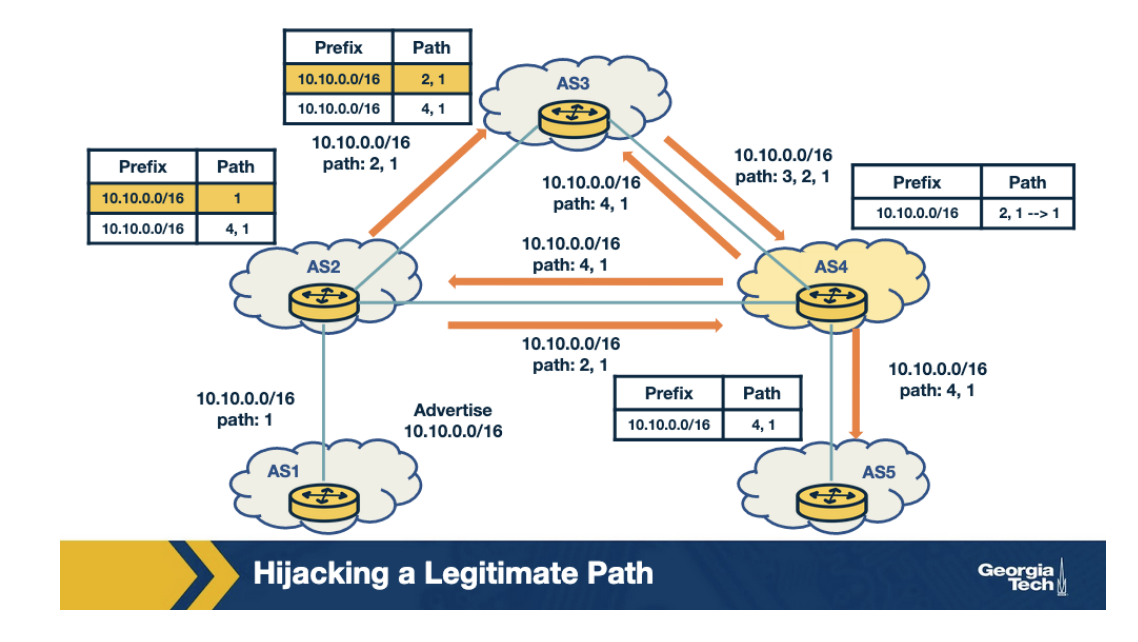 Prefix Path
10.10.0.0/16 2, 1
10.10.0.0/16 4, 1
AS3
10.10.0.0/16
path: 2, 1
10.10.0.0/16
path: 3, 2, 1
Prefix Path
10.10.0.0/16 1
10.10.0.0/16 4, 1
10.10.0.0/16
path: 4, 1
Prefix Path
10.10.0.0/16 2, 1 --> 1
AS2
10.10.0.0/16
path: 4, 1
AS4
10.10.0.0/16
path: 2, 1
10.10.0.0/16
path: 4, 1
Prefix Path
10.10.0.0/16 4, 1
10.10.0.0/16
path: 1
Advertise
10.10.0.0/16
AS1
AS5
Hijacking a Legitimate Path
Georgia
Tech